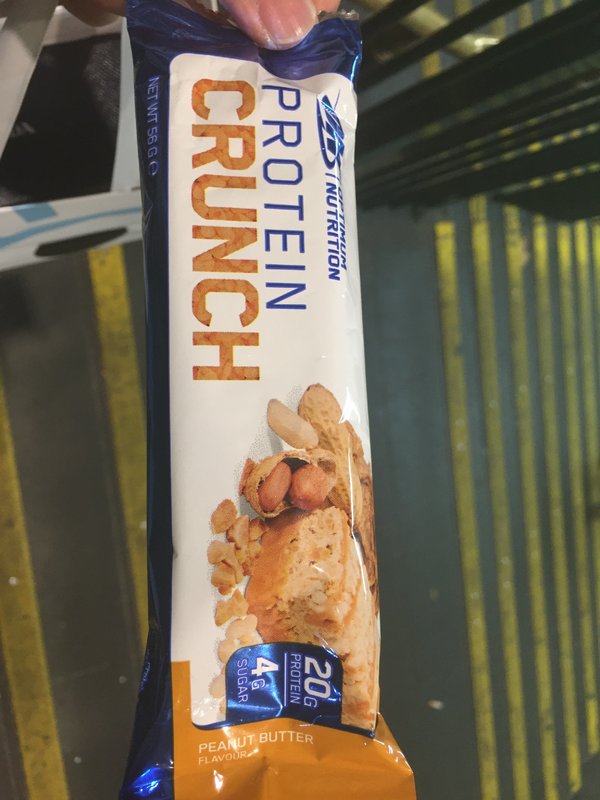 OPTIMUM
NUTRITION
PROTEIN
CRUNCH
NET WT 56 G e
20G
PROTEIN
4G
SUGAR
PEANUT BUTTER
FLAVOUR